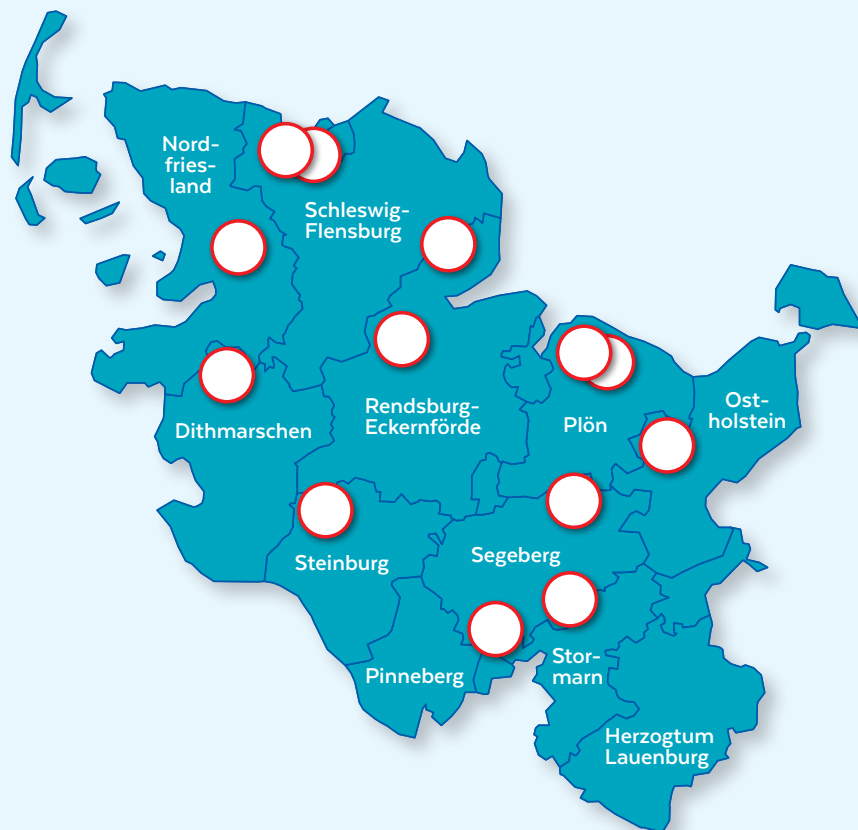 Nord-
fries-
land
Schleswig-
Flensburg
Rendsburg-
Eckernförde
Dithmarschen
Plön
Ost-
holstein
Steinburg
Segeberg
Pinneberg
Stor-
marn
Herzogtum
Lauenburg